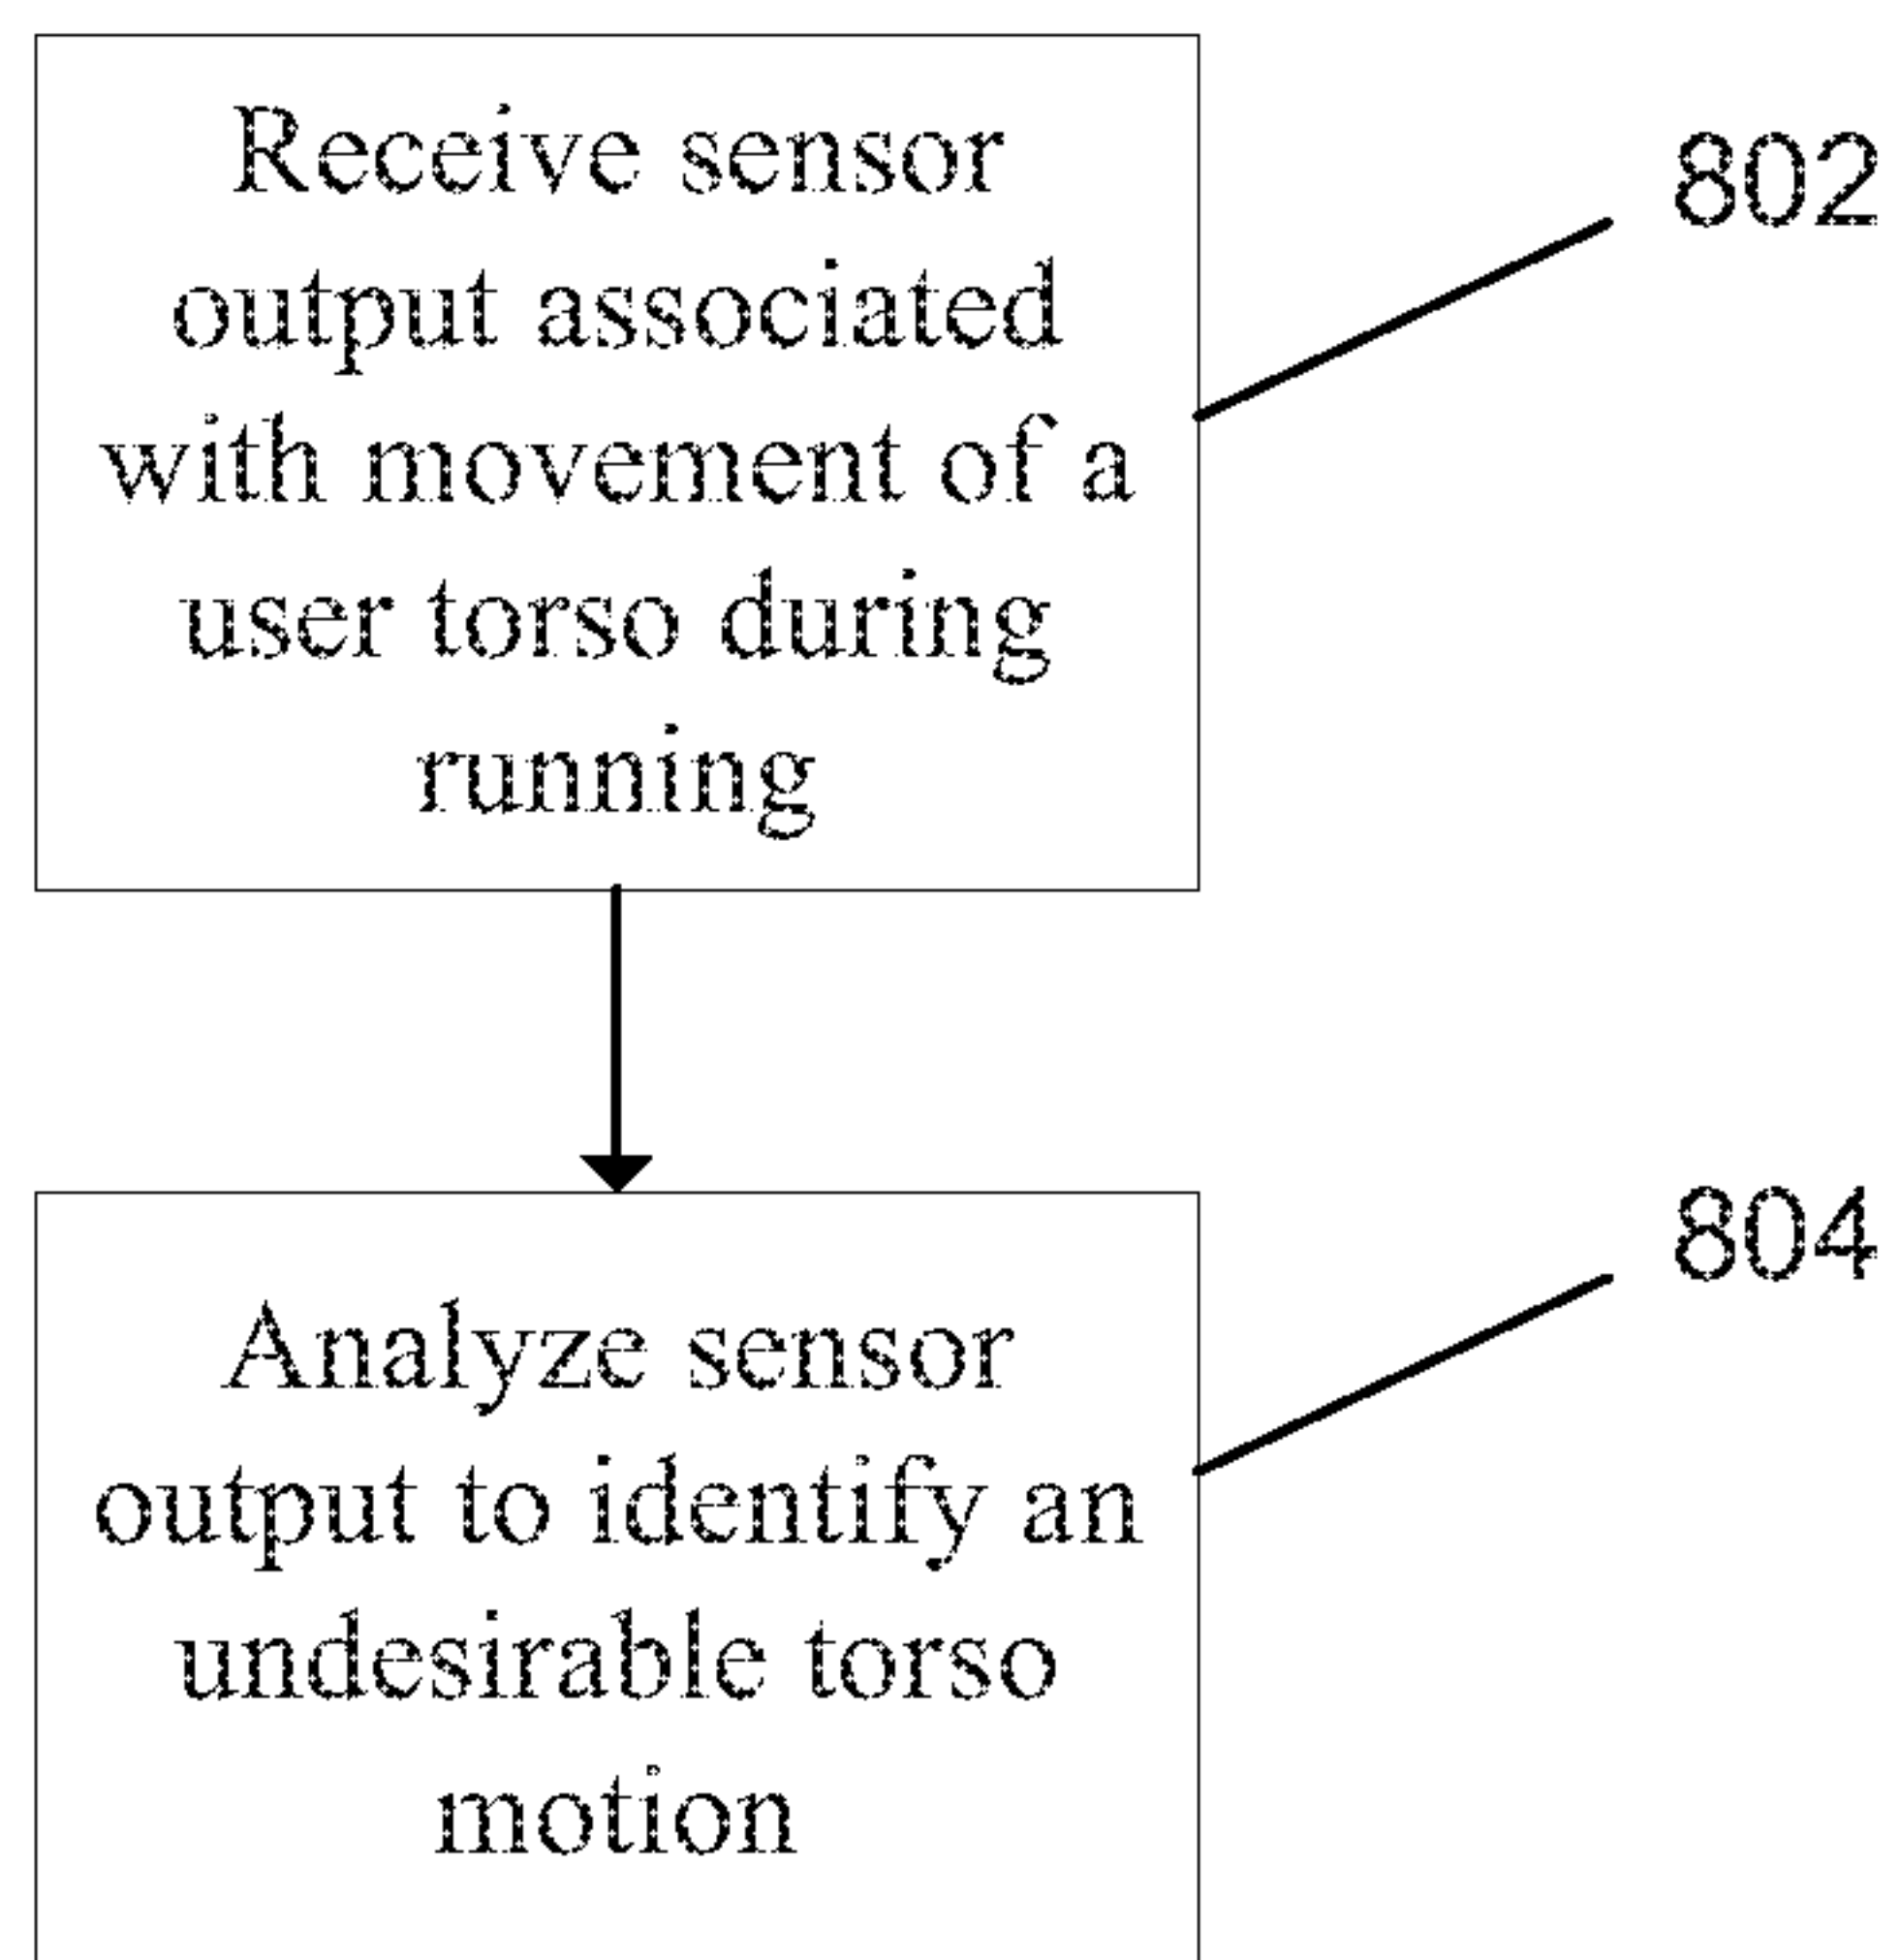 Receive sensor
output associated
with movement of a
user torso during
running
802
Analyze sensor
output to identify an
undesirable torso
motion
804